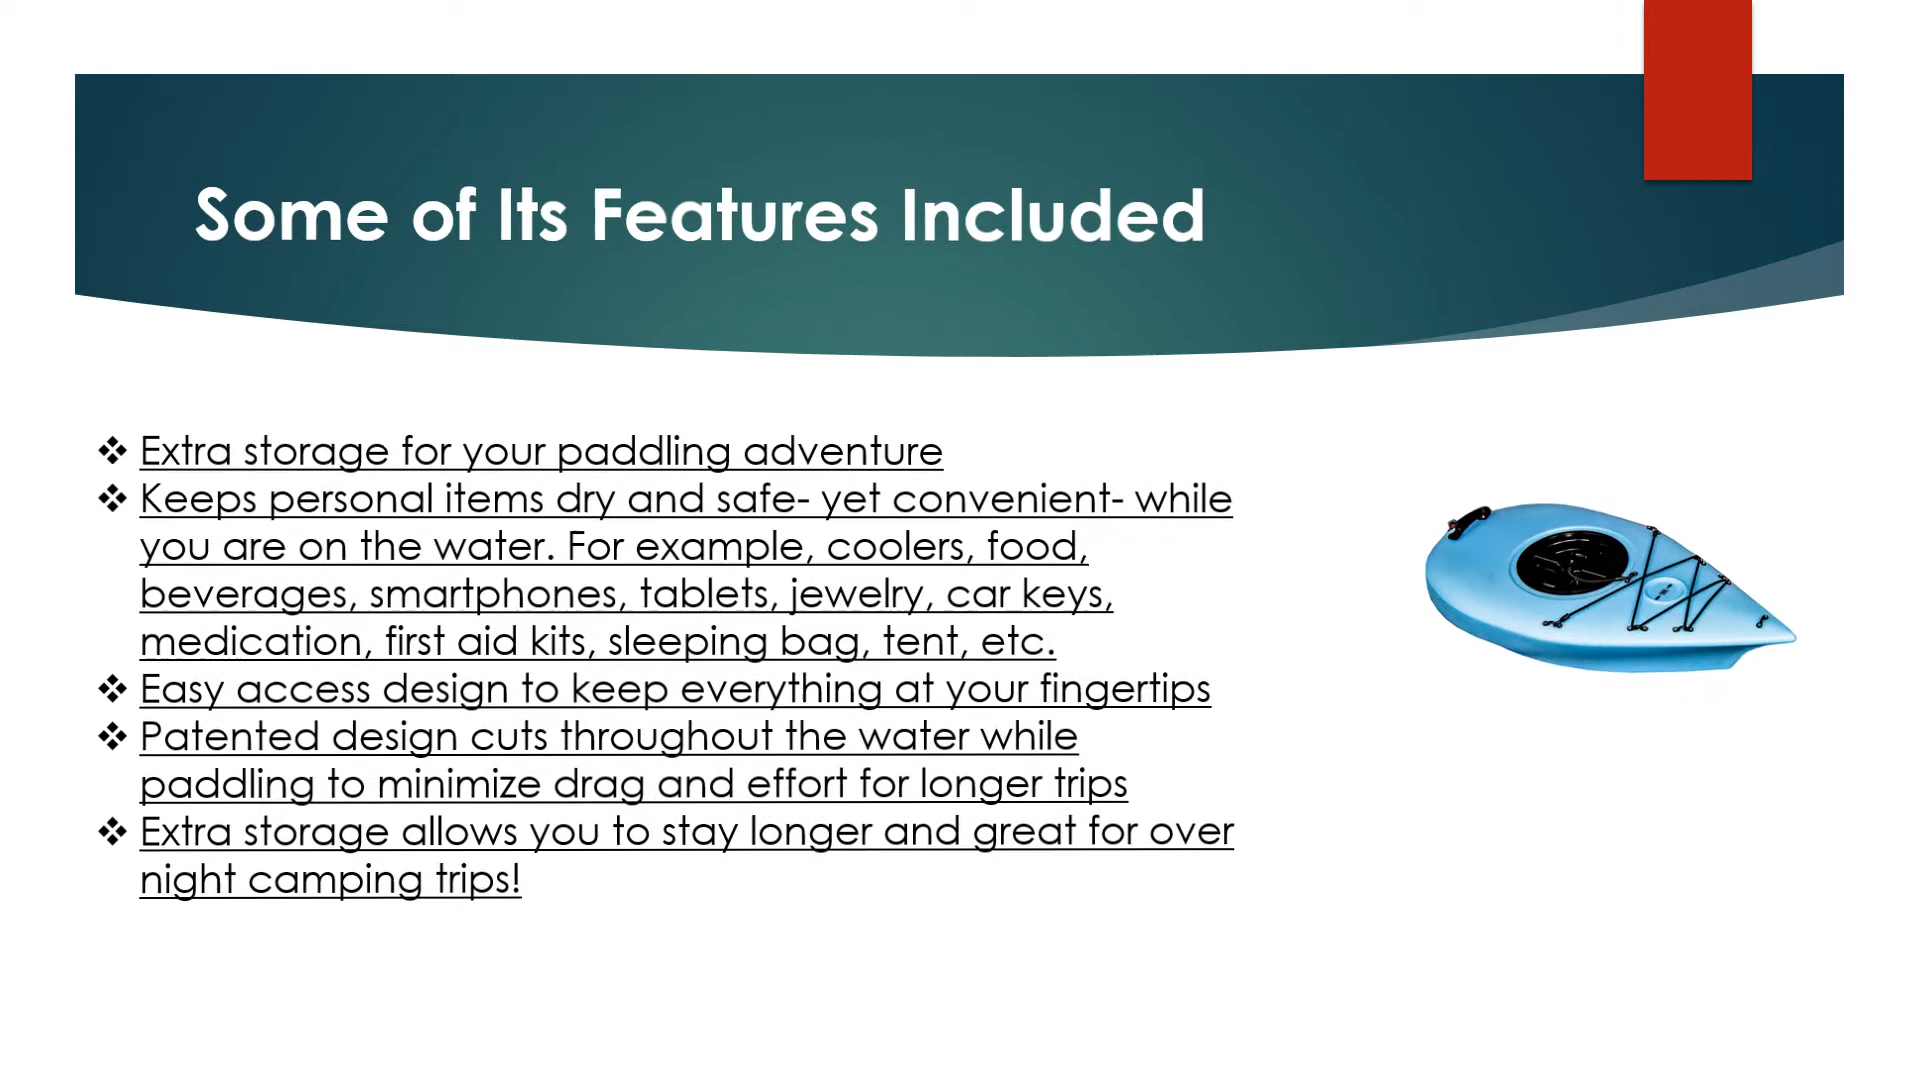 Some of Its Features Included
❖ Extra storage for your paddling adventure
❖ Keeps personal items dry and safe- yet convenient- while
you are on the water. For example, coolers, food,
beverages, smartphones, tablets, jewelry, car keys,
medication, first aid kits, sleeping bag, tent, etc.
❖ Easy access design to keep everything at your fingertips
❖ Patented design cuts throughout the water while
paddling to minimize drag and effort for longer trips
❖ Extra storage allows you to stay longer and great for over
night camping trips!